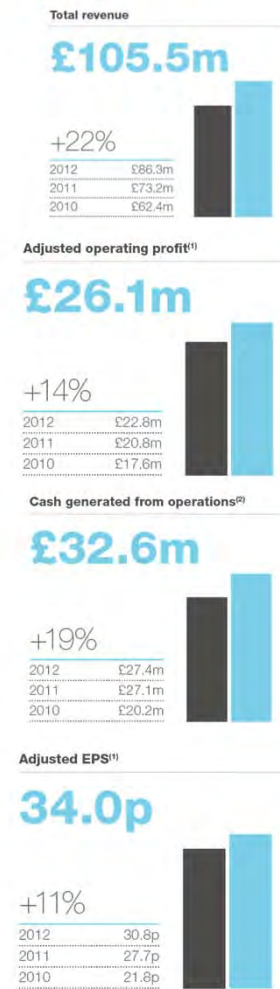 Total revenue
£105.5m
+22%
2012 £86.3m
2011 £73.2m
2010 £62.4m
Adjusted operating profit(1)
£26.1m
+14%
2012 £22.8m
2011 £20.8m
2010 £17.6m
Cash generated from operations(2)
£32.6m
+19%
2012 £27.4m
2011 £27.1m
2010 £20.2m
Adjusted EPS(1)
34.0p
+11%
2012 30.8p
2011 27.7p
2010 21.8p